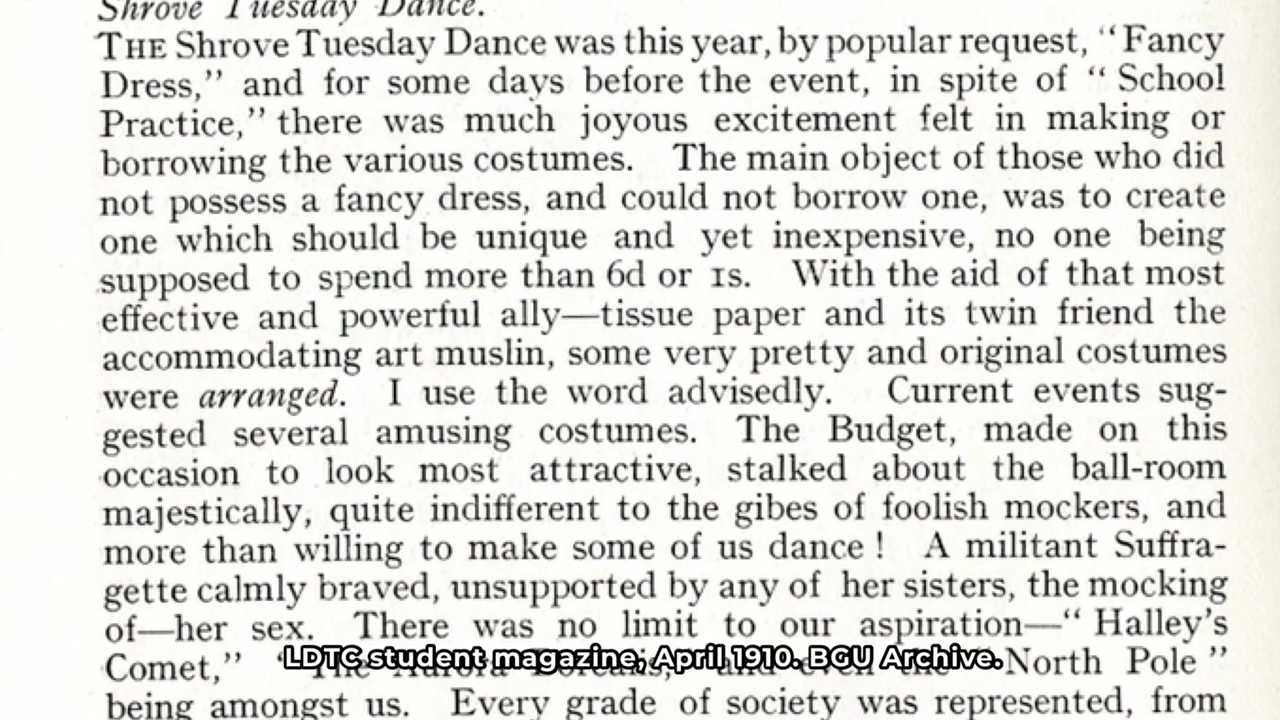 Shrove Tuesday Dance.
THE Shrove Tuesday Dance was this year, by popular request, “Fancy
Dress,” and for some days before the event, in spite of “ School
Practice,” there was much joyous excitement felt in making or
borrowing the various costumes. The main object of those who did
not possess a fancy dress, and could not borrow one, was to create
one which should be unique and yet inexpensive, no one being
supposed to spend more than 6d or 1s. With the aid of that most
effective and powerful ally—tissue paper and its twin friend the
accommodating art muslin, some very pretty and original costumes
were arranged. I use the word advisedly. Current events sug-
gested several amusing costumes. The Budget, made on this
occasion to look most attractive, stalked about the ball-room
majestically, quite indifferent to the gibes of foolish mockers, and
more than willing to make some of us dance ! A militant Suffra-
gette calmly braved, unsupported by any of her sisters, the mocking
of—her sex. There was no limit to our aspiration—“ Halley’s
Comet,” “The Aurora Borealis,” and even the “North Pole ”
LDTC student magazine, April 1910. BGU Archive.
being amongst us. Every grade of society was represented, from